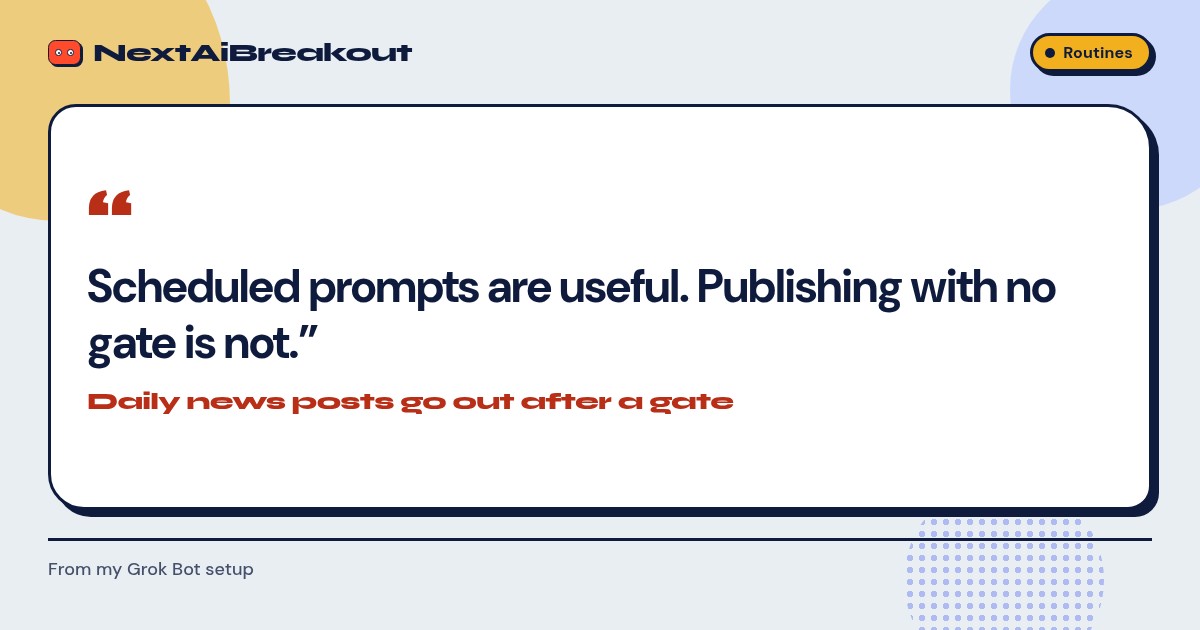 NextAiBreakout
Routines
“
Scheduled prompts are useful. Publishing with no
gate is not.”
Daily news posts go out after a gate
From my Grok Bot setup